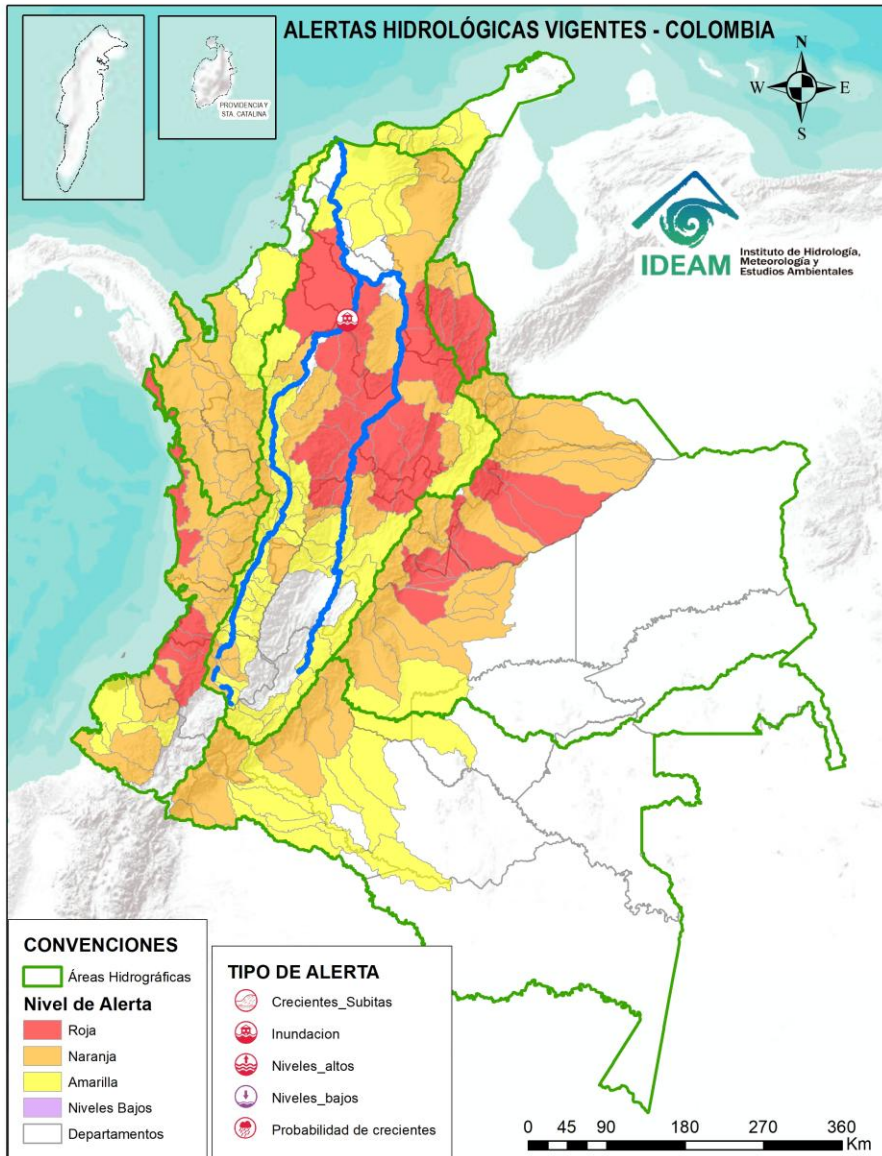 ALERTAS HIDROLÓGICAS VIGENTES - COLOMBIA
PROVIDENCIA Y
STA. CATALINA
N
W
E
S
IDEAM
Instituto de Hidrología,
Meteorología y
Estudios Ambientales
CONVENCIONES
Áreas Hidrográficas
Nivel de Alerta
Roja
Naranja
Amarilla
Niveles Bajos
Departamentos
TIPO DE ALERTA
Crecientes_Subitas
Inundacion
Niveles_altos
Niveles_bajos
Probabilidad de crecientes
0 45 90 180 270 360
Km